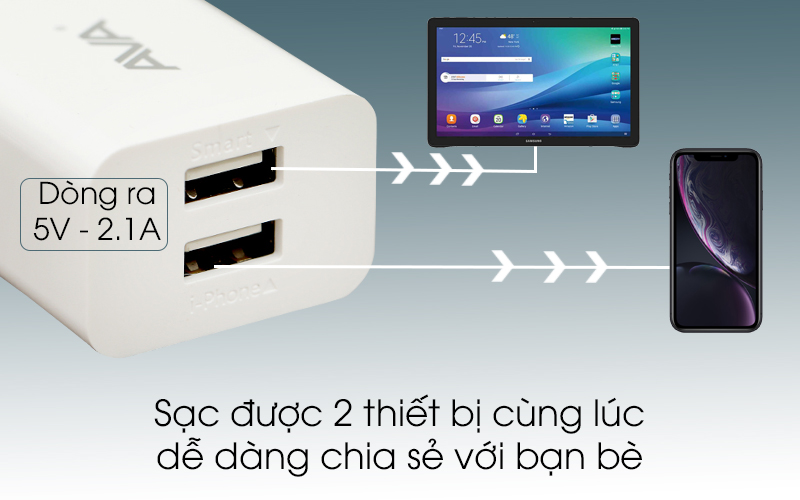 AVA
Smart ▽
Dòng ra
5V - 2.1A
i-Phone △
12:45
SAMSUNG
Sạc được 2 thiết bị cùng lúc
dễ dàng chia sẻ với bạn bè